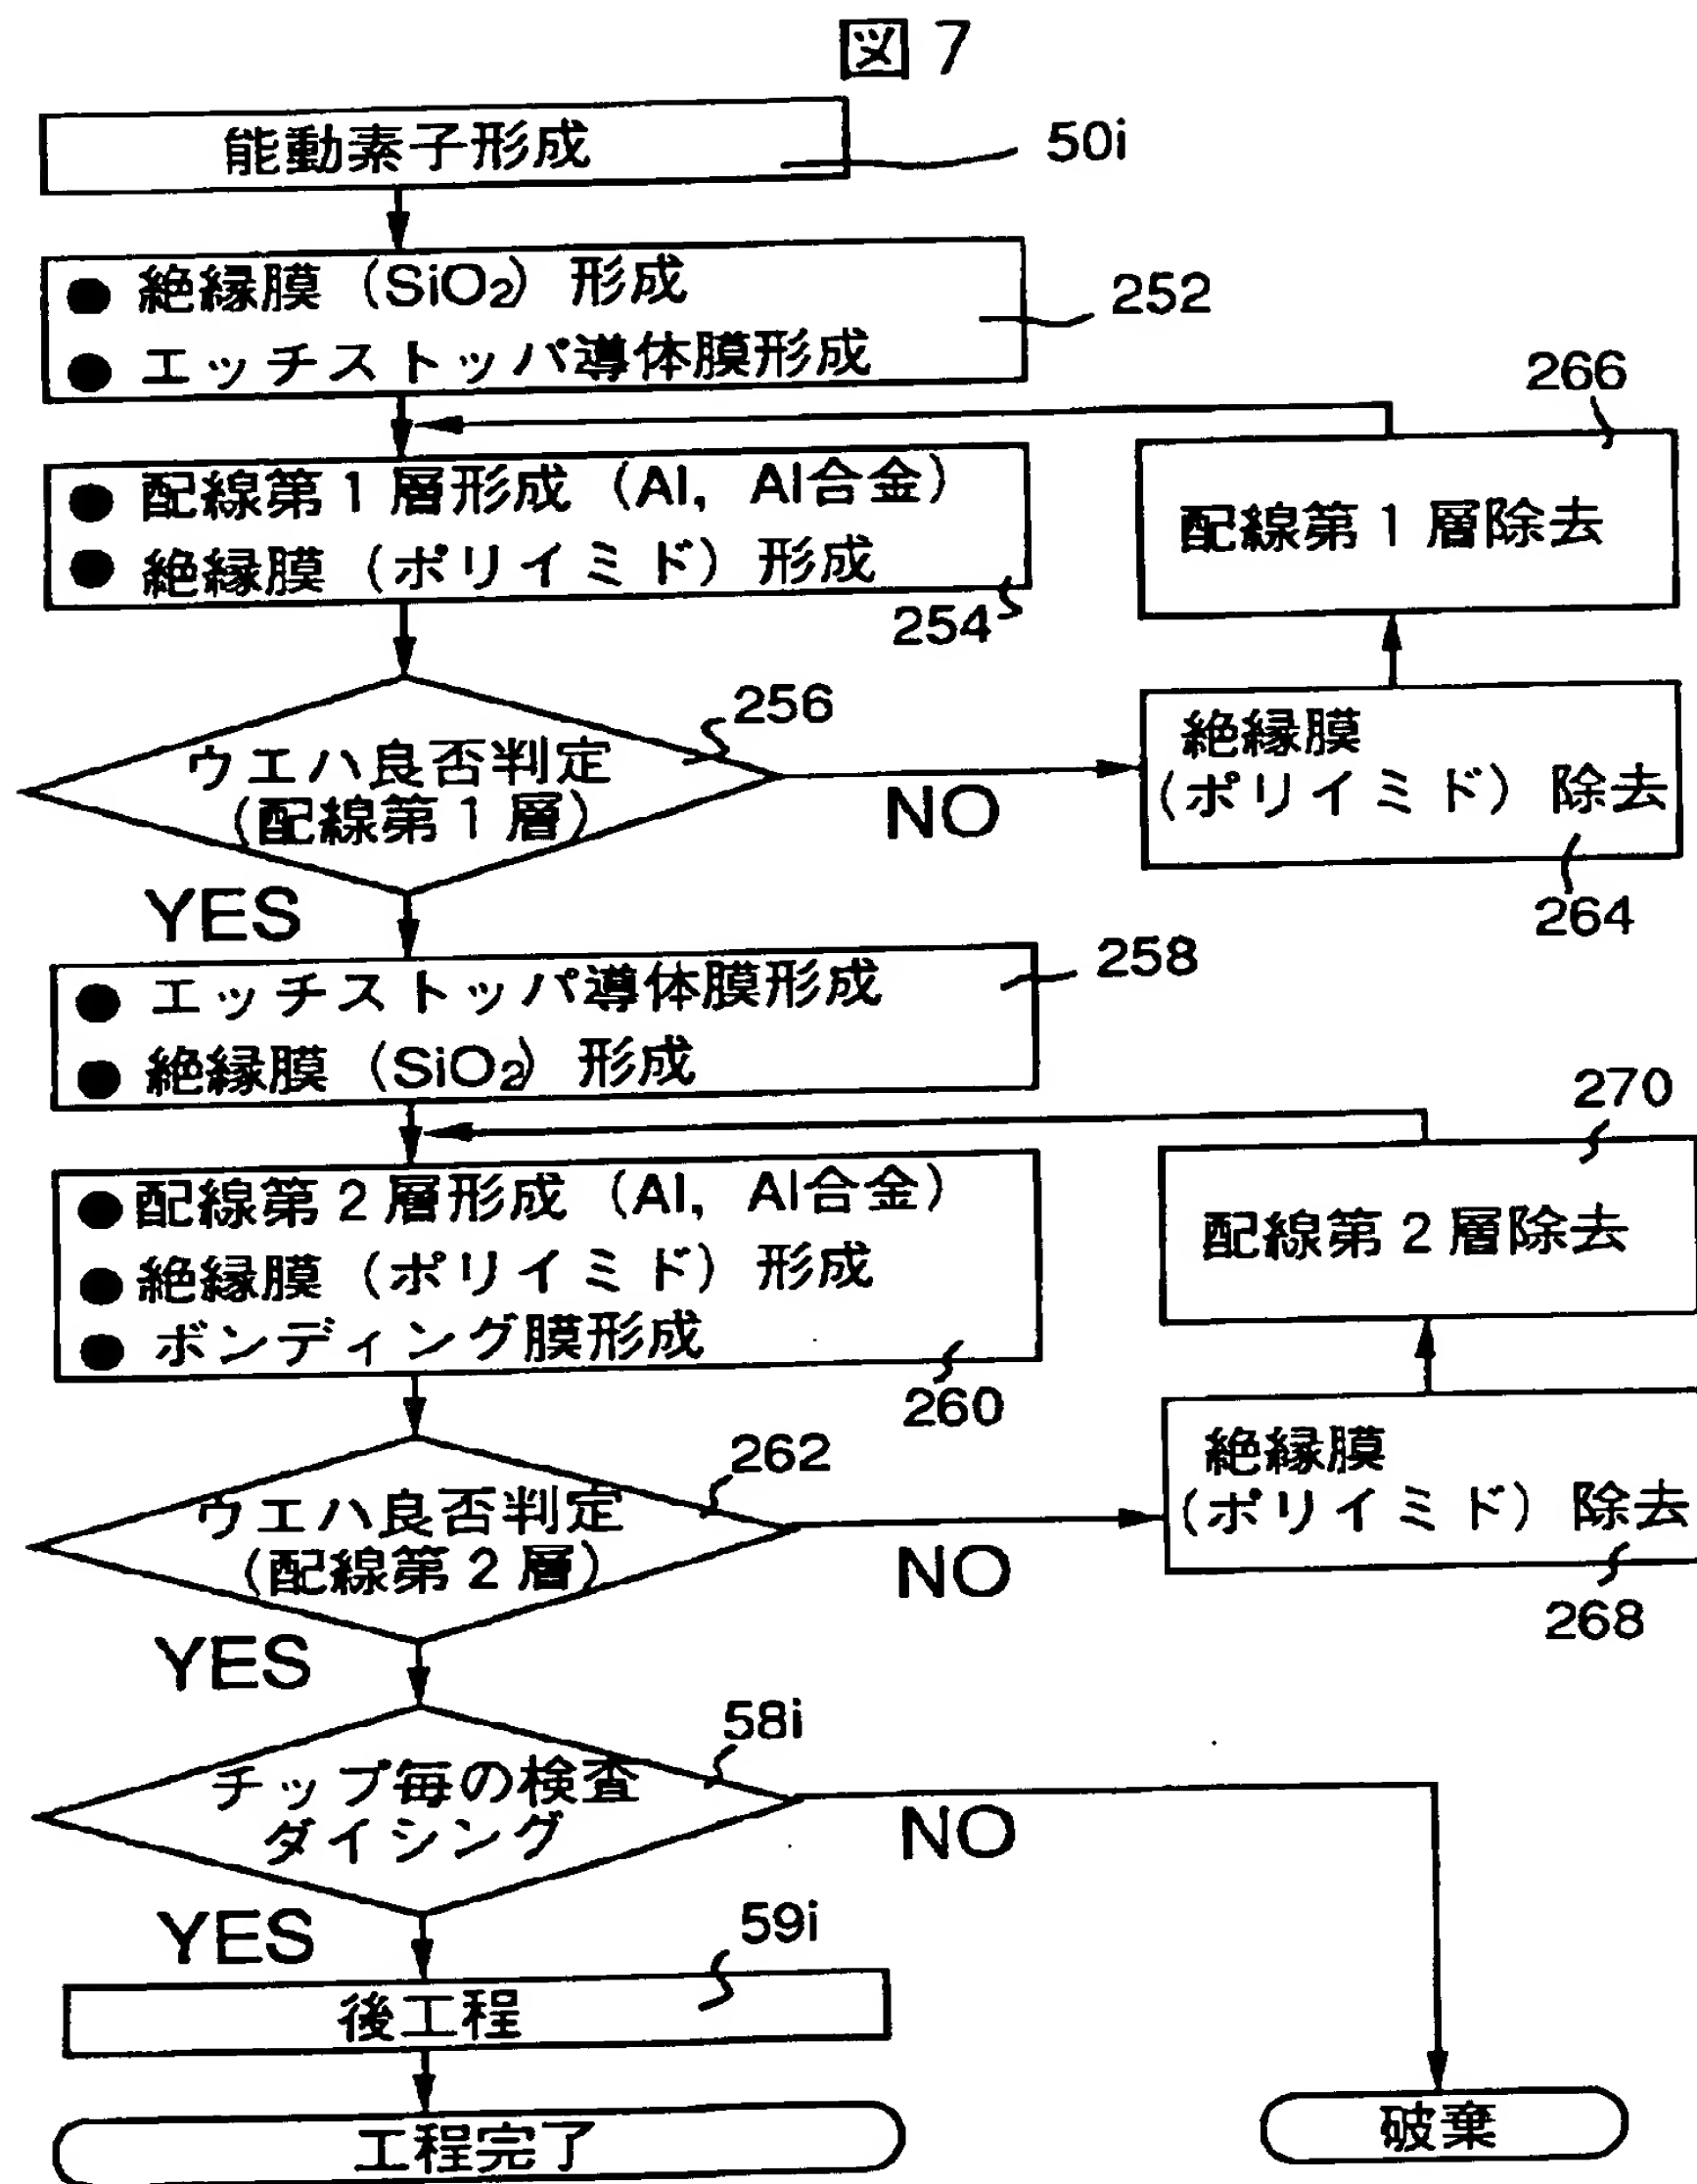 図 7
能動素子形成
50i
● 絶縁膜（SiO₂）形成
● エッチストッパ導体膜形成
252
266
● 配線第1層形成（Al, Al合金）
● 絶縁膜（ポリイミド）形成
254
配線第1層除去
256
ウエハ良否判定
(配線第1層)
NO
絶縁膜
(ポリイミド）除去
264
YES
258
● エッチストッパ導体膜形成
● 絶縁膜（SiO₂）形成
270
● 配線第2層形成（Al, Al合金）
● 絶縁膜（ポリイミド）形成
● ボンディング膜形成
260
配線第2層除去
262
ウエハ良否判定
(配線第2層)
NO
絶縁膜
(ポリイミド）除去
268
YES
58i
チップ毎の検査
ダイシング
NO
YES
59i
後工程
工程完了
破棄